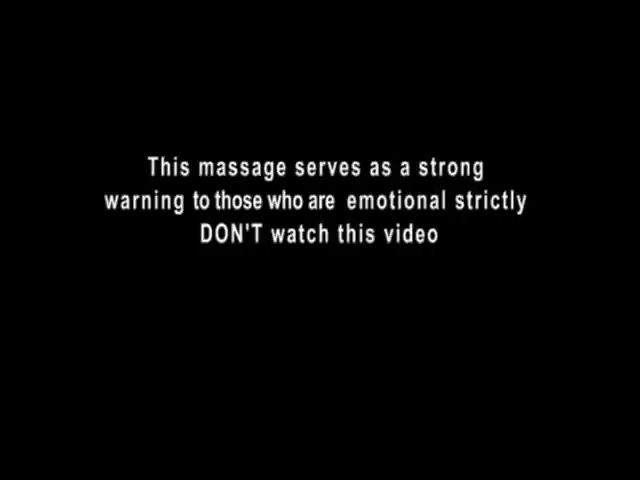 This massage serves as a strong
warning to those who are emotional strictly
DON'T watch this video